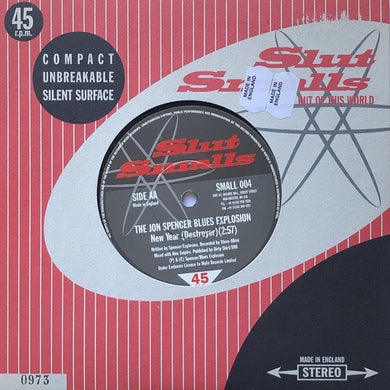 45
r.p.m.
COMPACT
UNBREAKABLE
SILENT SURFACE
Slut
Smalls
OUT OF THIS WORLD
MADE IN
ENGLAND
MADE IN
ENGLAND
Slut
Smalls
SIDE AA
Made in England
SMALL 004
THE JON SPENCER BLUES EXPLOSION
New Year (Destroyer)(2:57)
Written by Spencer/Explosion. Recorded by Steve Albini
Mixed with Alex Empire. Published by Dirty Shirt/BMG
(P) & (C) Spencer/Blues Explosion
Under Exclusive Licence to Mute Records Limited
45
0973
MADE IN ENGLAND
STEREO